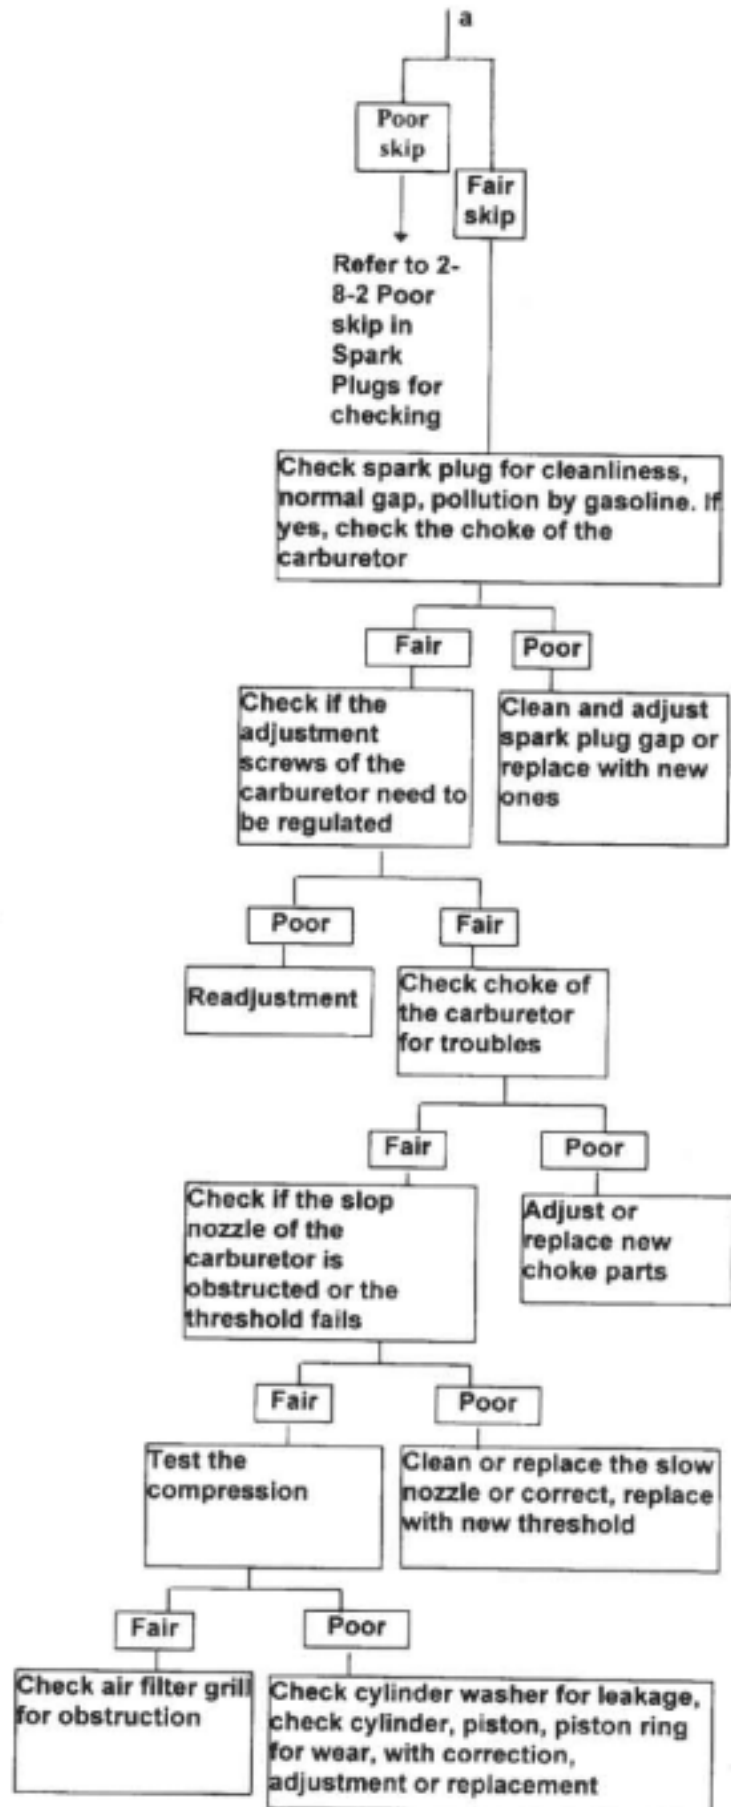 a
Poor
skip
Fair
skip
Refer to 2-
8-2 Poor
skip in
Spark
Plugs for
checking
Check spark plug for cleanliness,
normal gap, pollution by gasoline. If
yes, check the choke of the
carburetor
Fair
Poor
Check if the
adjustment
screws of the
carburetor need to
be regulated
Clean and adjust
spark plug gap or
replace with new
ones
Poor
Fair
Readjustment
Check choke of
the carburetor
for troubles
Fair
Poor
Check if the slop
nozzle of the
carburetor is
obstructed or the
threshold fails
Adjust or
replace new
choke parts
Fair
Poor
Test the
compression
Clean or replace the slow
nozzle or correct, replace
with new threshold
Fair
Poor
Check air filter grill
for obstruction
Check cylinder washer for leakage,
check cylinder, piston, piston ring
for wear, with correction,
adjustment or replacement